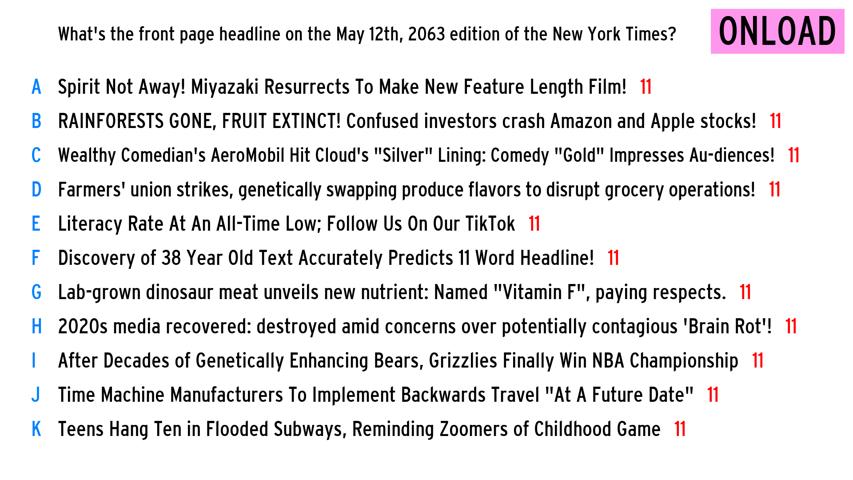 What's the front page headline on the May 12th, 2063 edition of the New York Times?
ONLOAD
A Spirit Not Away! Miyazaki Resurrects To Make New Feature Length Film! 11
B RAINFORESTS GONE, FRUIT EXTINCT! Confused investors crash Amazon and Apple stocks! 11
C Wealthy Comedian's AeroMobil Hit Cloud's "Silver" Lining: Comedy "Gold" Impresses Au-diences! 11
D Farmers' union strikes, genetically swapping produce flavors to disrupt grocery operations! 11
E Literacy Rate At An All-Time Low; Follow Us On Our TikTok 11
F Discovery of 38 Year Old Text Accurately Predicts 11 Word Headline! 11
G Lab-grown dinosaur meat unveils new nutrient: Named "Vitamin F", paying respects. 11
H 2020s media recovered: destroyed amid concerns over potentially contagious 'Brain Rot'! 11
I After Decades of Genetically Enhancing Bears, Grizzlies Finally Win NBA Championship 11
J Time Machine Manufacturers To Implement Backwards Travel "At A Future Date" 11
K Teens Hang Ten in Flooded Subways, Reminding Zoomers of Childhood Game 11